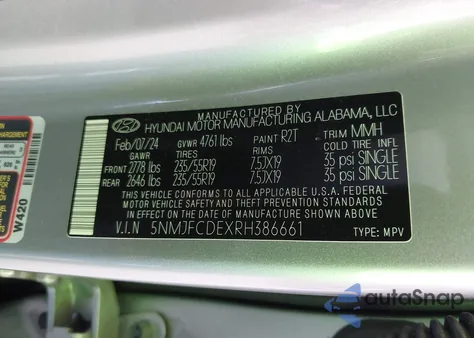 MANUFACTURED BY
HYUNDAI MOTOR MANUFACTURING ALABAMA, LLC
Feb/07/24 GVWR 4761 lbs PAINT R2T TRIM MMH
GAWR TIRES COLD TIRE INFL
FRONT 2778 lbs 235/55R19 7.5JX19 35 psi SINGLE
REAR 2646 lbs 235/55R19 7.5JX19 35 psi SINGLE
THIS VEHICLE CONFORMS TO ALL APPLICABLE U.S.A. FEDERAL
MOTOR VEHICLE SAFETY AND THEFT PREVENTION STANDARDS IN
EFFECT ON THE DATE OF MANUFACTURE SHOWN ABOVE.
V.I.N 5NMJFCDEXRH386661 TYPE: MPV
W420
autoSnap